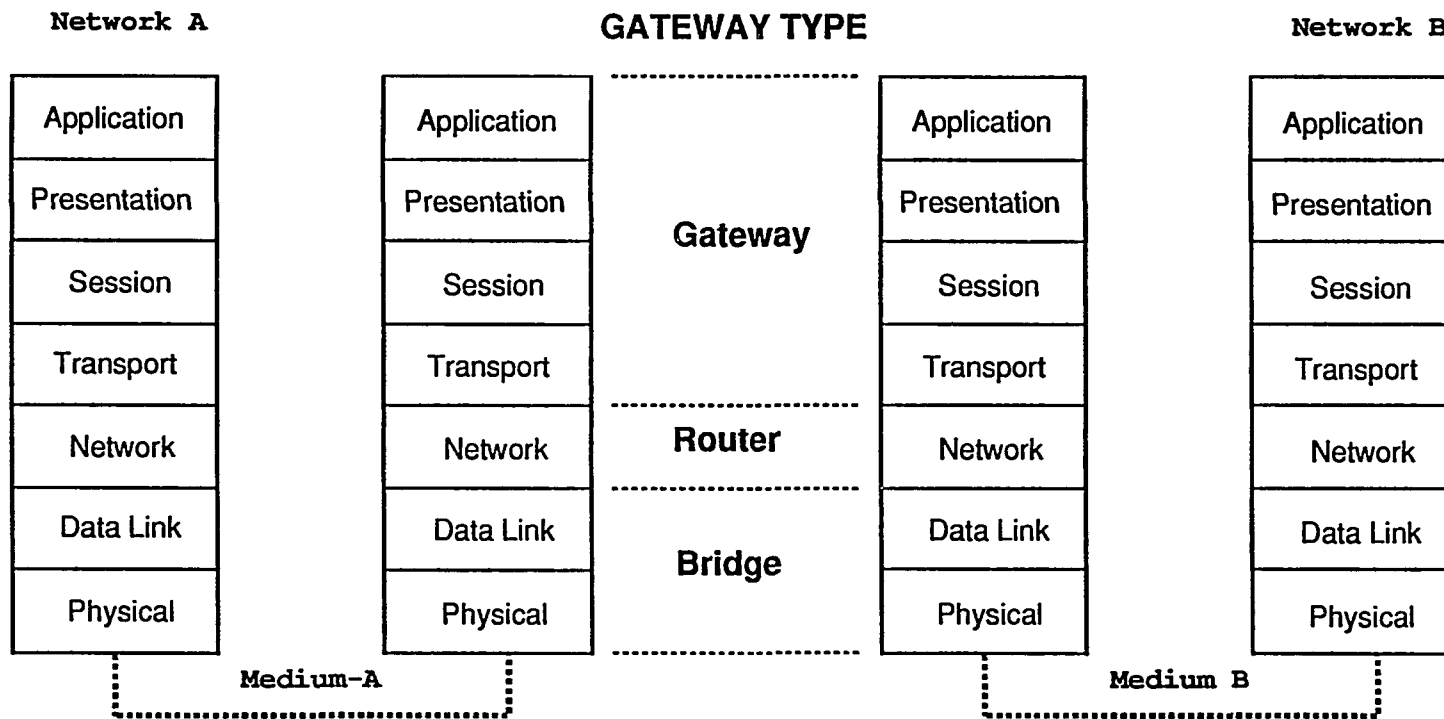 Network A
GATEWAY TYPE
Network B
Application
Presentation
Session
Transport
Network
Data Link
Physical
Application
Presentation
Session
Transport
Network
Data Link
Physical
Gateway
Router
Bridge
Application
Presentation
Session
Transport
Network
Data Link
Physical
Application
Presentation
Session
Transport
Network
Data Link
Physical
Medium-A
Medium B